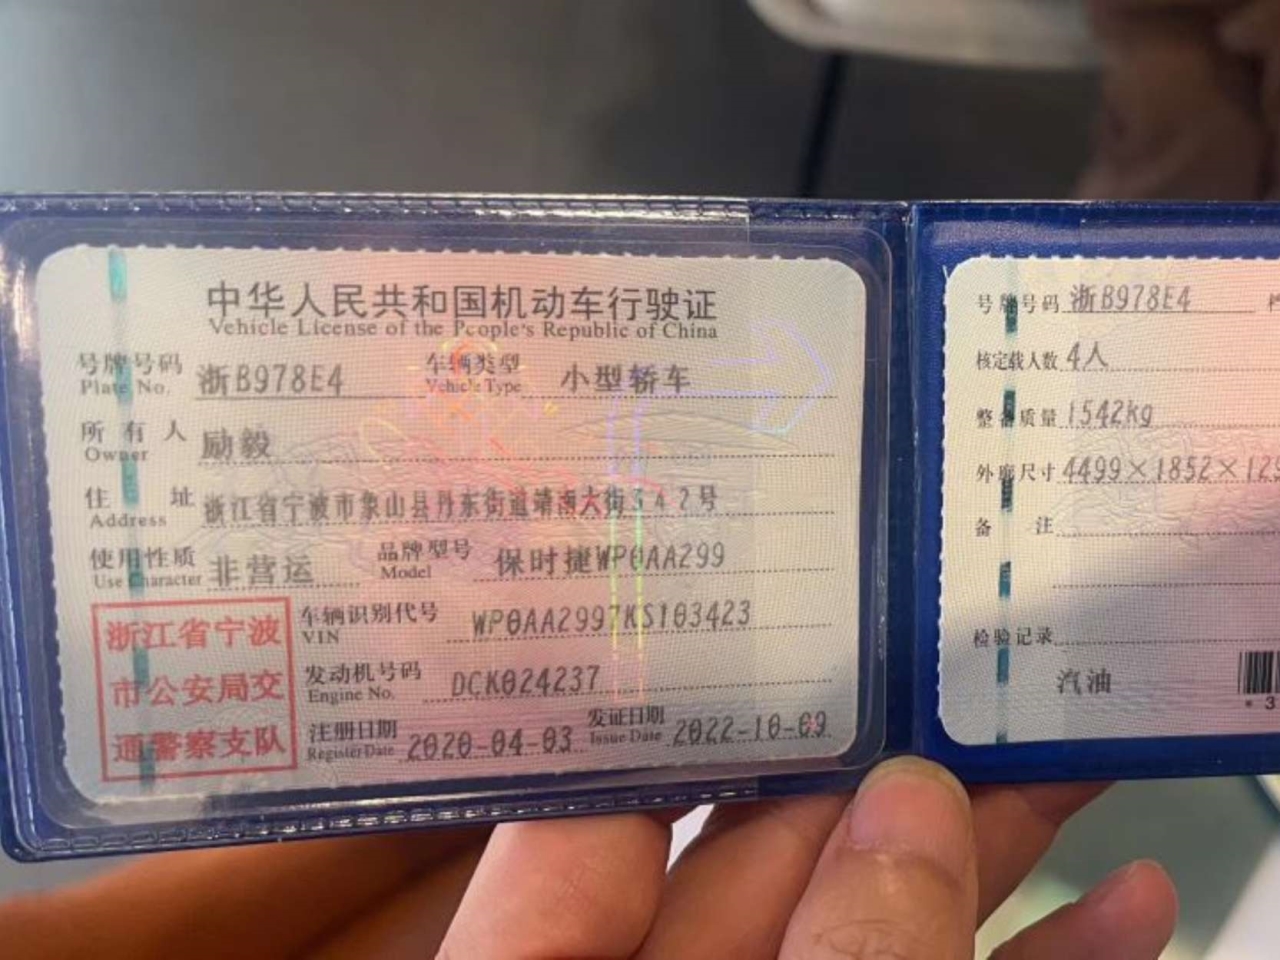 中华人民共和国机动车行驶证
Vehicle License of the People's Republic of China
号牌号码 浙B978E4 车辆类型 小型轿车
Plate No. Vehicle Type
所有人 励毅
Owner
住址 浙江省宁波市象山县丹东街道靖南大街342号
Address
使用性质 非营运 品牌型号 保时捷WP0AA299
Use Character Model
车辆识别代号 WP0AA2997KS103423
VIN
发动机号码 DCK024237
Engine No.
注册日期 2020-04-03 发证日期 2022-10-09
Register Date Issue Date
浙江省宁波
市公安局交
通警察支队
号牌号码 浙B978E4
核定载人数 4人
整备质量 1542kg
外廓尺寸 4499×1852×129
备注
检验记录
汽油
*3